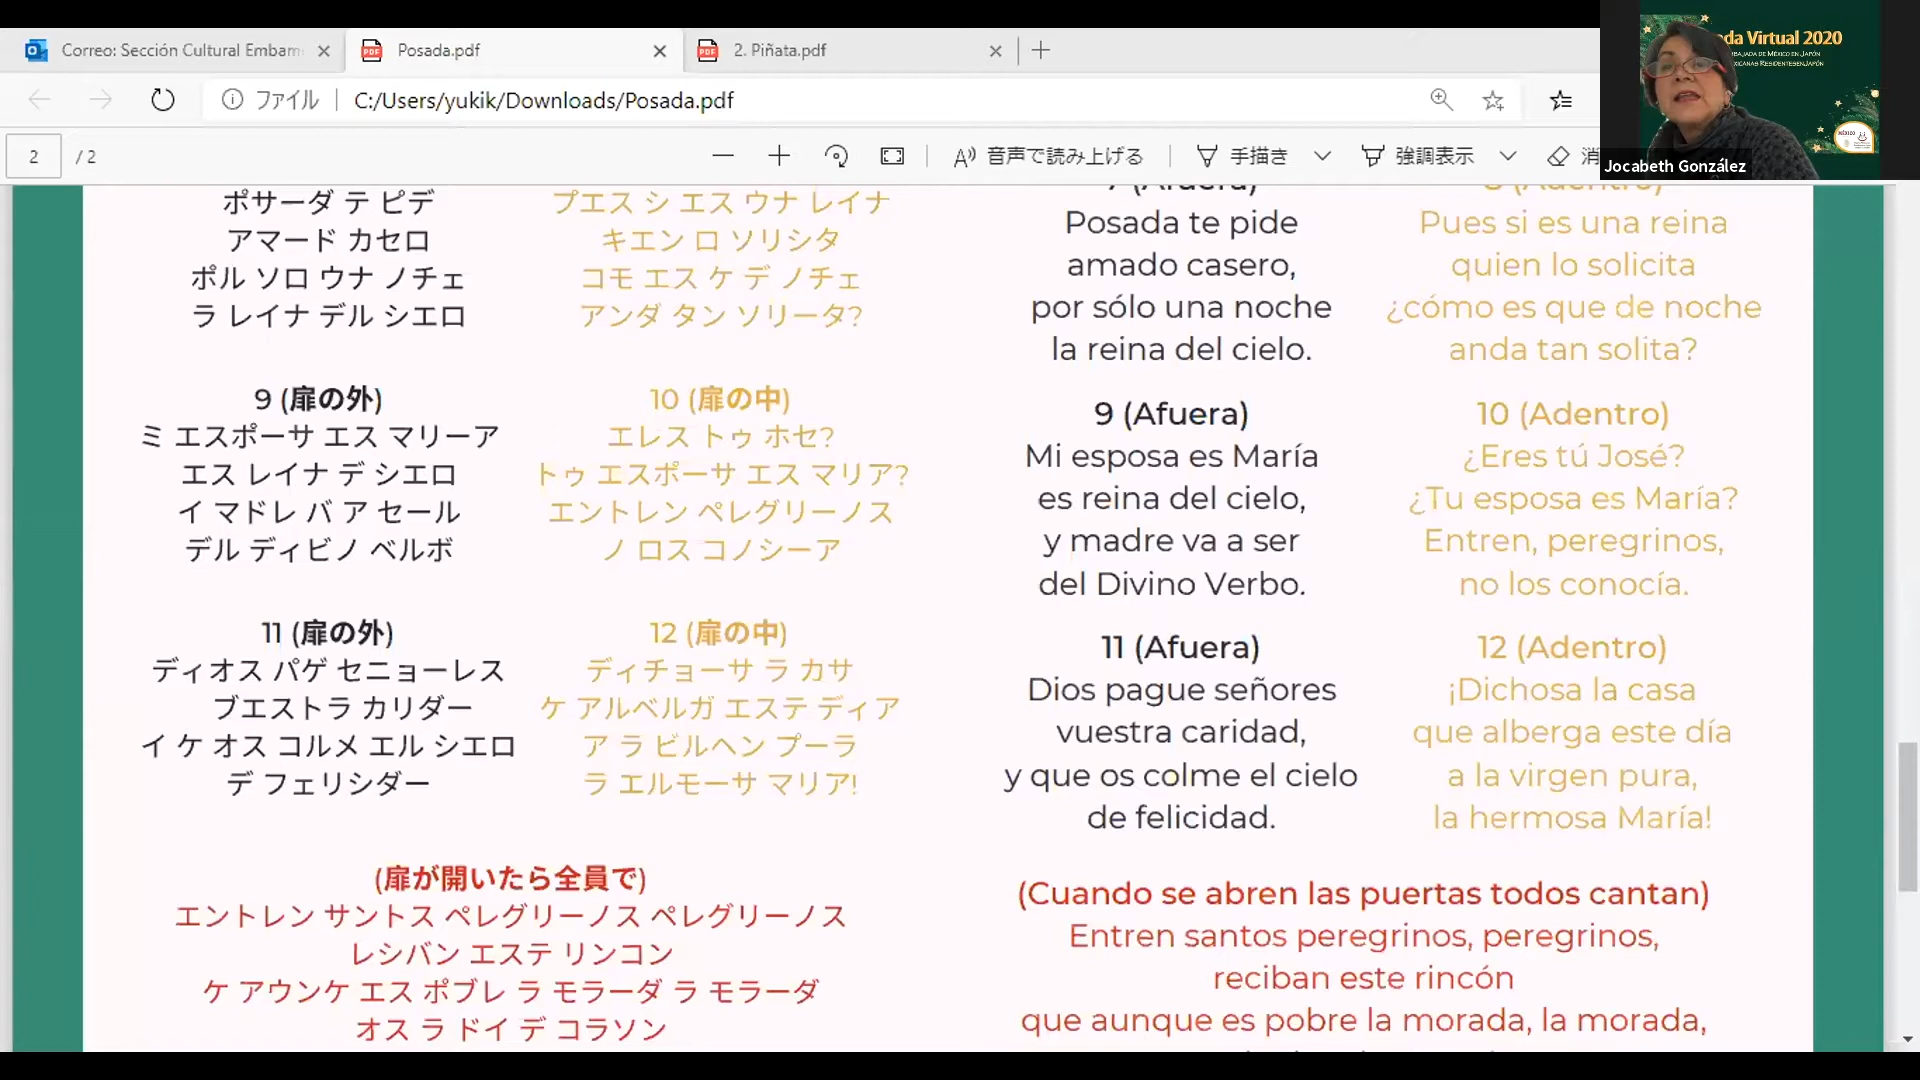 Correo: Sección Cultural Embam
Posada.pdf
2. Piñata.pdf
ファイル
C:/Users/yukik/Downloads/Posada.pdf
2
/ 2
音声で読み上げる
手描き
強調表示
消
da Virtual 2020
BAJADA DE MÉXICO EN JAPÓN
EXICANAS RESIDENTES EN JAPÓN
MÉXICO
Jocabeth González
ポサーダ テ ピデ
アマード カセロ
ポル ソロ ウナ ノチェ
ラ レイナ デル シエロ
プエス シ エス ウナ レイナ
キエン ロ ソリシタ
コモ エス ケ デ ノチェ
アンダ タン ソリータ?
9 (扉の外)
ミ エスポーサ エス マリーア
エス レイナ デ シエロ
イ マドレ バ ア セール
デル ディビノ ベルボ
10 (扉の中)
エレス トゥ ホセ?
トゥ エスポーサ エス マリア?
エントレン ペレグリーノス
ノ ロス コノシーア
11 (扉の外)
ディオス パゲ セニョーレス
ブエストラ カリダー
イ ケ オス コルメ エル シエロ
デ フェリシダー
12 (扉の中)
ディチョーサ ラ カサ
ケ アルベルガ エステ ディア
ア ラ ビルヘン プーラ
ラ エルモーサ マリア!
(扉が開いたら全員で)
エントレン サントス ペレグリーノス ペレグリーノス
レシバン エステ リンコン
ケ アウンケ エス ポブレ ラ モラーダ ラ モラーダ
オス ラ ドイ デ コラソン
7 (Afuera)
Posada te pide
amado casero,
por sólo una noche
la reina del cielo.
8 (Adentro)
Pues si es una reina
quien lo solicita
¿cómo es que de noche
anda tan solita?
9 (Afuera)
Mi esposa es María
es reina del cielo,
y madre va a ser
del Divino Verbo.
10 (Adentro)
¿Eres tú José?
¿Tu esposa es María?
Entren, peregrinos,
no los conocía.
11 (Afuera)
Dios pague señores
vuestra caridad,
y que os colme el cielo
de felicidad.
12 (Adentro)
¡Dichosa la casa
que alberga este día
a la virgen pura,
la hermosa María!
(Cuando se abren las puertas todos cantan)
Entren santos peregrinos, peregrinos,
reciban este rincón
que aunque es pobre la morada, la morada,